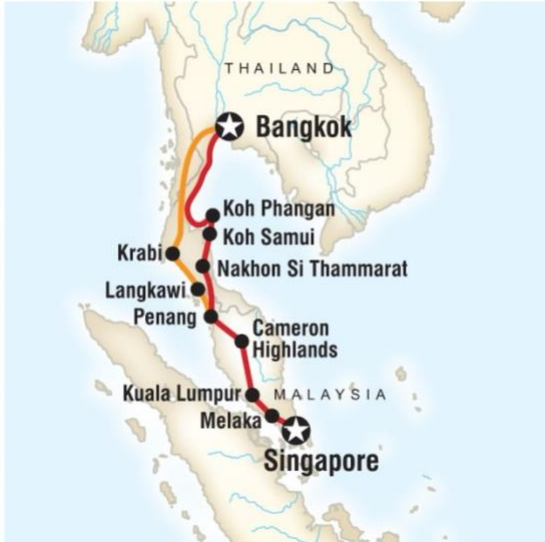 THAILAND
Bangkok
Koh Phangan
Koh Samui
Krabi
Nakhon Si Thammarat
Langkawi
Penang
Cameron
Highlands
Kuala Lumpur
MALAYSIA
Melaka
Singapore